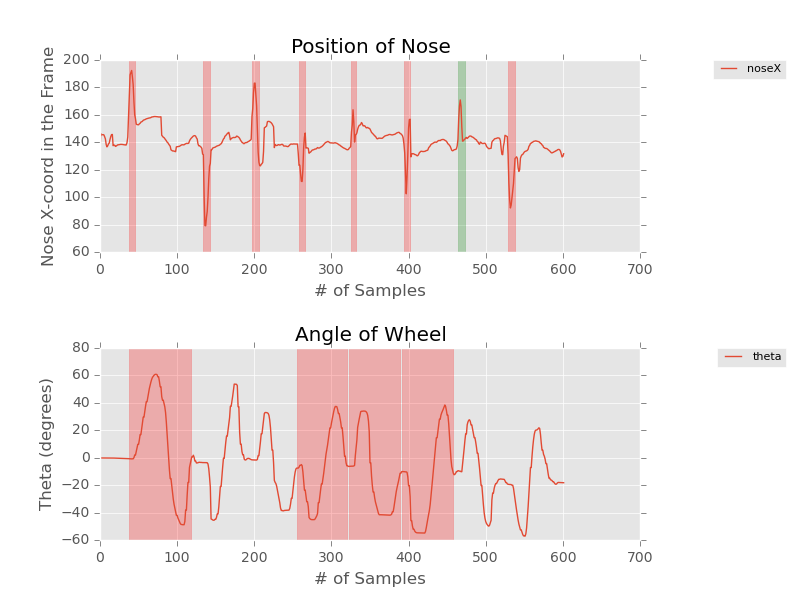 Position of Nose
noseX
200
180
160
140
120
100
80
60
Nose X-coord in the Frame
0 100 200 300 400 500 600 700
# of Samples
Angle of Wheel
theta
80
60
40
20
0
−20
−40
−60
Theta (degrees)
0 100 200 300 400 500 600 700
# of Samples